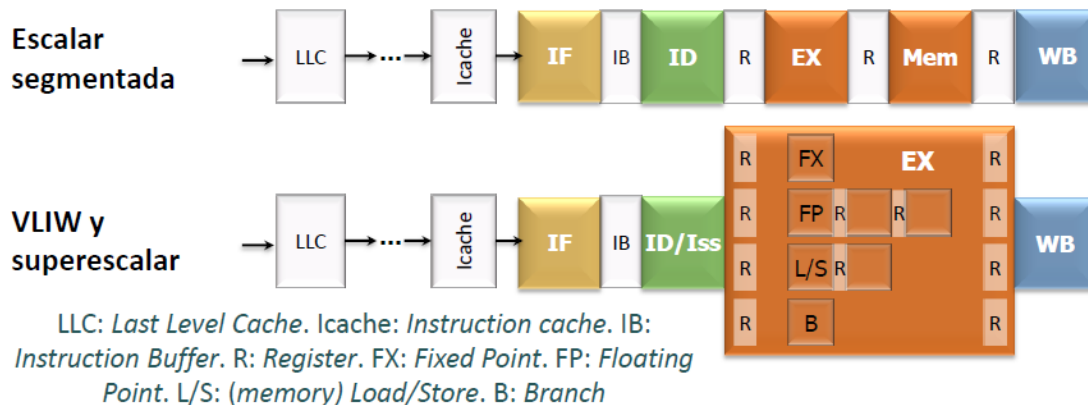 Escalar
segmentada
LLC
...
Icache
IF
IB
ID
R
EX
R
Mem
R
WB
VLIW y
superescalar
LLC
...
Icache
IF
IB
ID/Iss
R
FX
EX
R
R
FP
R
R
R
R
L/S
R
R
R
B
R
WB
LLC: Last Level Cache. Icache: Instruction cache. IB:
Instruction Buffer. R: Register. FX: Fixed Point. FP: Floating
Point. L/S: (memory) Load/Store. B: Branch